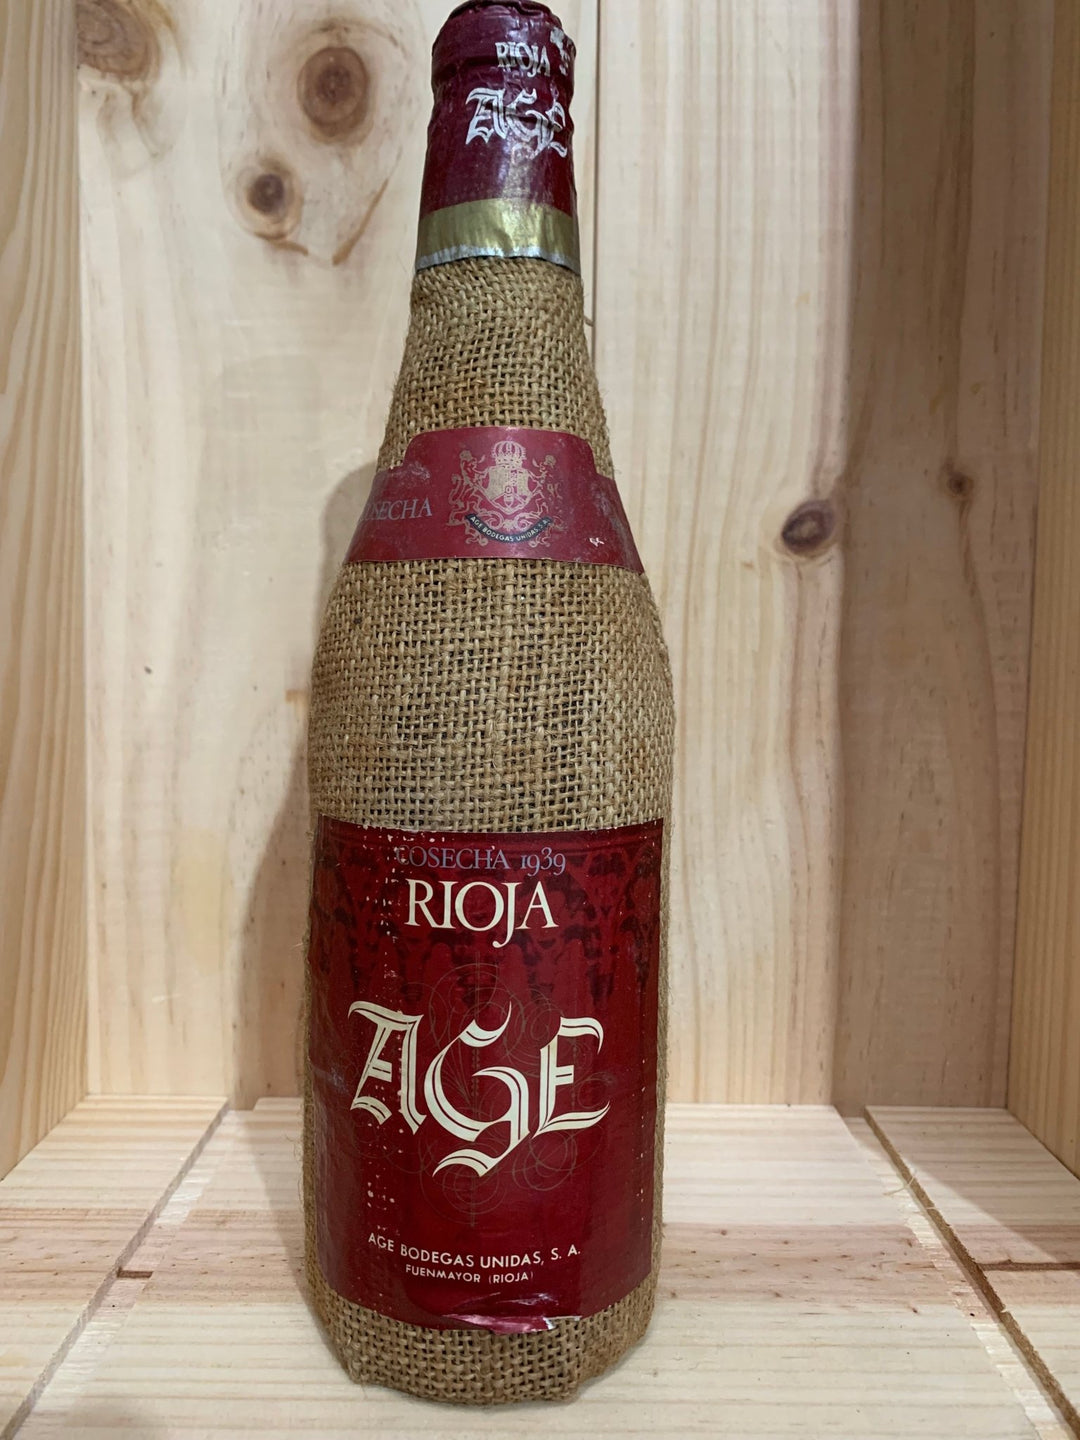 RIOJA
AGE
COSECHA
AGE BODEGAS UNIDAS, S.A.
COSECHA 1939
RIOJA
AGE
AGE BODEGAS UNIDAS, S. A.
FUENMAYOR (RIOJA)